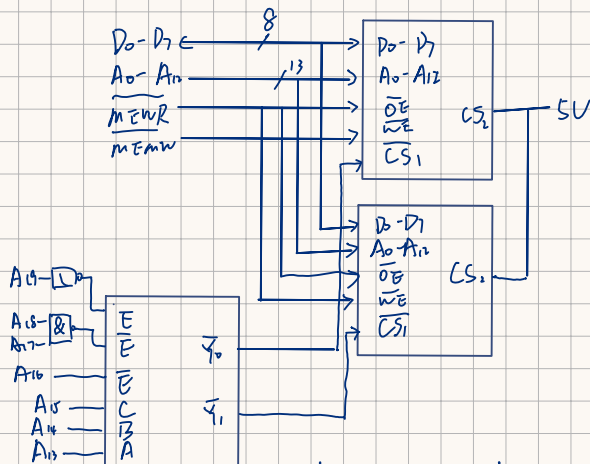 8
D0-D7
13
A0-A12
MEWR
MEMW
D0-D7
A0-A12
OE
WE
CS1
CS2
5V
D0-D7
A0-A12
OE
WE
CS1
CS2
A19
1
A18
&
A17
A16
A15
A14
A13
E
E
E
C
B
A
Y0
Y1